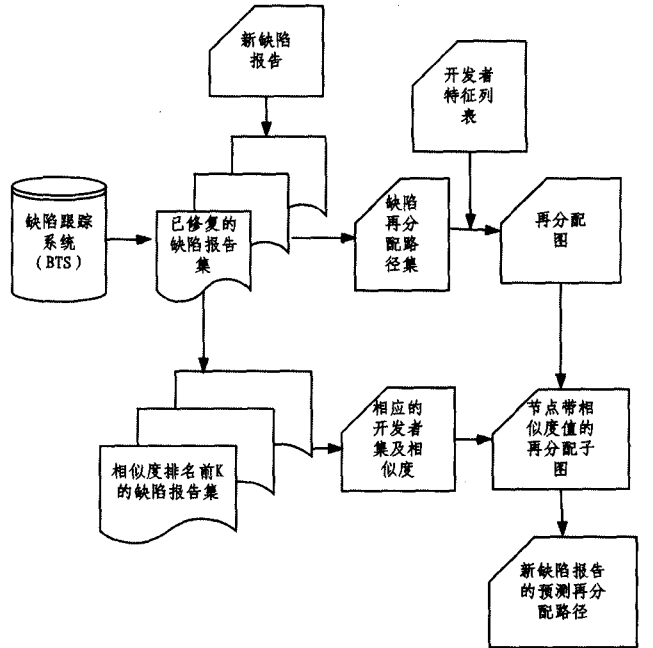 新缺陷
报告
开发者
特征列
表
缺陷跟踪
系统
(BTS)
已修复的
缺陷报告
集
缺陷
再分
配路
径集
再分配
图
相似度排名前K
的缺陷报告集
相应的
开发者
集及相
似度
节点带相
似度值的
再分配子
图
新缺陷报告
的预测再分
配路径